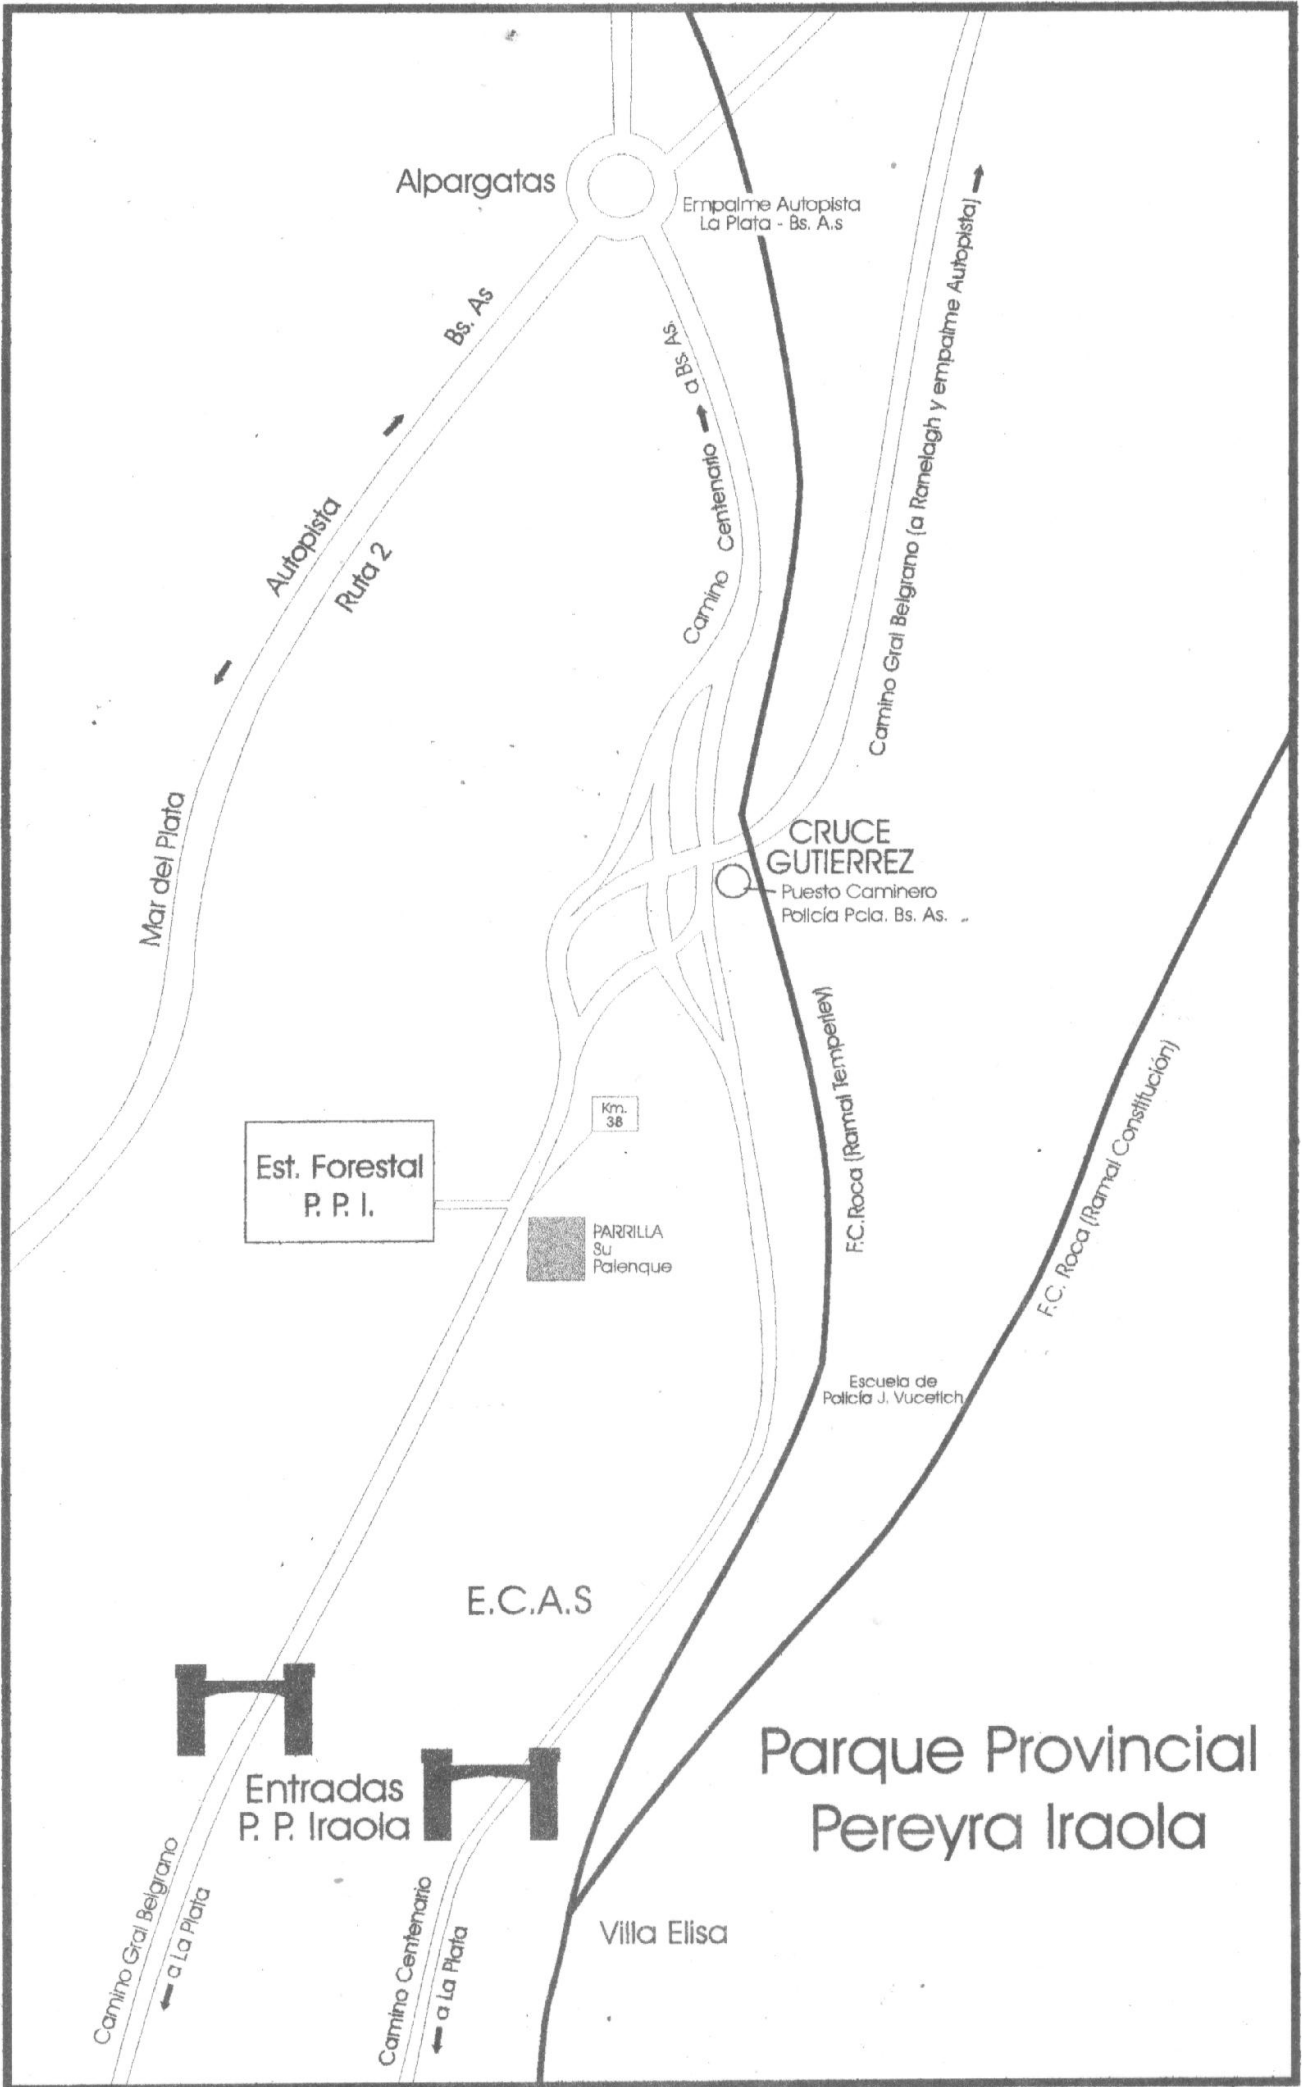 Alpargatas
Empalme Autopista
La Plata - Bs. A.s
Bs. As
a Bs. As.
Camino Centenario
Autopista
Ruta 2
Camino Gral Belgrano (a Ranelagh y empalme Autopista)
Mar del Plata
CRUCE
GUTIERREZ
Puesto Caminero
Policía Pcia. Bs. As.
F.C.Roca (Ramal Temperley)
F.C. Roca (Ramal Constitución)
Km.
38
Est. Forestal
P. P. I.
PARRILLA
Su
Palenque
Escuela de
Policía J. Vucetich
E.C.A.S
Entradas
P. P. Iraola
Parque Provincial
Pereyra Iraola
Camino Gral Belgrano
a La Plata
Camino Centenario
a La Plata
Villa Elisa